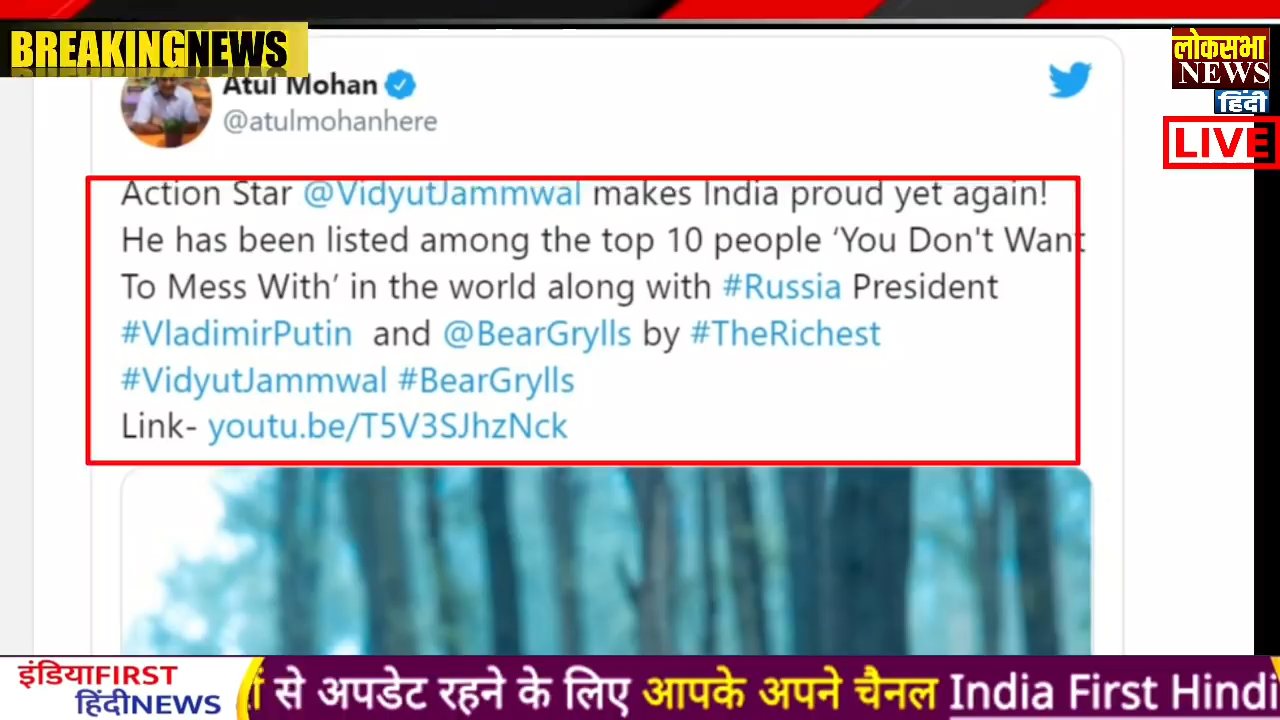 BREAKINGNEWS
लोकसभा
NEWS
हिंदी
LIVE
Atul Mohan
@atulmohanhere
Action Star @VidyutJammwal makes India proud yet again!
He has been listed among the top 10 people ‘You Don't Want
To Mess With’ in the world along with #Russia President
#VladimirPutin and @BearGrylls by #TheRichest
#VidyutJammwal #BearGrylls
Link- youtu.be/T5V3SJhzNck
इंडियाFIRST
हिंदीNEWS
से अपडेट रहने के लिए आपके अपने चैनल India First Hindi